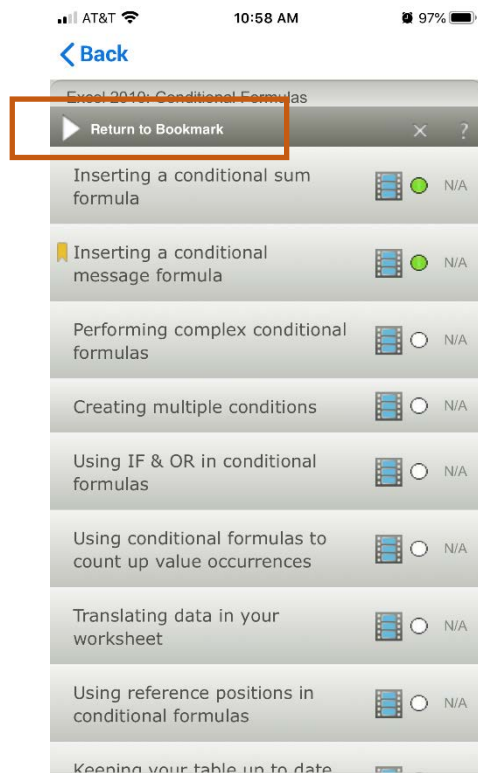 AT&T 10:58 AM 97%
Back
Excel 2010: Conditional Formulas
Return to Bookmark × ?
Inserting a conditional sum
formula
N/A
Inserting a conditional
message formula
N/A
Performing complex conditional
formulas
N/A
Creating multiple conditions N/A
Using IF & OR in conditional
formulas
N/A
Using conditional formulas to
count up value occurrences
N/A
Translating data in your
worksheet
N/A
Using reference positions in
conditional formulas
N/A
Keeping your table up to date